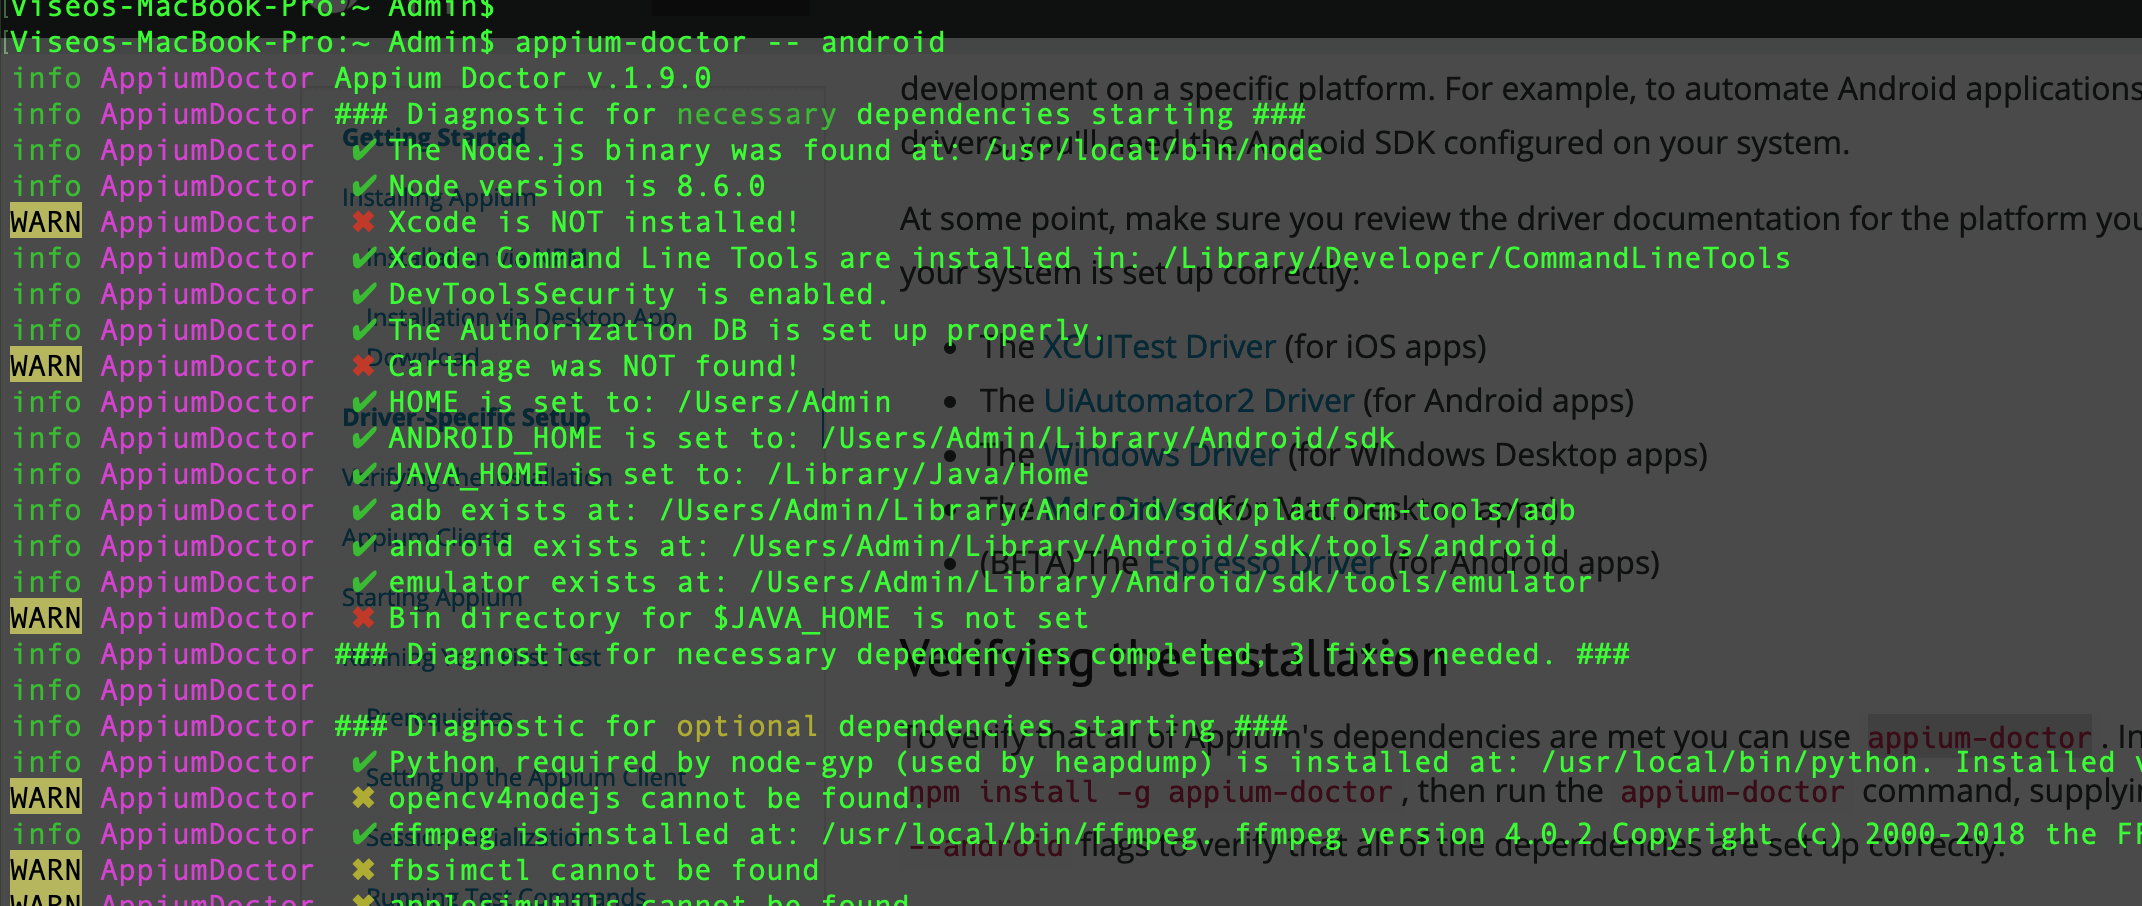 Viseos-MacBook-Pro:~ Admin$
[Viseos-MacBook-Pro:~ Admin$ appium-doctor -- android
info AppiumDoctor Appium Doctor v.1.9.0
info AppiumDoctor ### Diagnostic for necessary dependencies starting ###
info AppiumDoctor ✔ The Node.js binary was found at: /usr/local/bin/node
info AppiumDoctor ✔ Node version is 8.6.0
WARN AppiumDoctor ✖ Xcode is NOT installed!
info AppiumDoctor ✔ Xcode Command Line Tools are installed in: /Library/Developer/CommandLineTools
info AppiumDoctor ✔ DevToolsSecurity is enabled.
info AppiumDoctor ✔ The Authorization DB is set up properly.
WARN AppiumDoctor ✖ Carthage was NOT found!
info AppiumDoctor ✔ HOME is set to: /Users/Admin
info AppiumDoctor ✔ ANDROID_HOME is set to: /Users/Admin/Library/Android/sdk
info AppiumDoctor ✔ JAVA_HOME is set to: /Library/Java/Home
info AppiumDoctor ✔ adb exists at: /Users/Admin/Library/Android/sdk/platform-tools/adb
info AppiumDoctor ✔ android exists at: /Users/Admin/Library/Android/sdk/tools/android
info AppiumDoctor ✔ emulator exists at: /Users/Admin/Library/Android/sdk/tools/emulator
WARN AppiumDoctor ✖ Bin directory for $JAVA_HOME is not set
info AppiumDoctor ### Diagnostic for necessary dependencies completed, 3 fixes needed. ###
info AppiumDoctor
info AppiumDoctor ### Diagnostic for optional dependencies starting ###
info AppiumDoctor ✔ Python required by node-gyp (used by heapdump) is installed at: /usr/local/bin/python. Installed v
WARN AppiumDoctor ✖ opencv4nodejs cannot be found.
info AppiumDoctor ✔ ffmpeg is installed at: /usr/local/bin/ffmpeg. ffmpeg version 4.0.2 Copyright (c) 2000-2018 the FF
WARN AppiumDoctor ✖ fbsimctl cannot be found
WARN AppiumDoctor ✖ applesimutils cannot be found
Getting Started
Installing Appium
Installation via NPM
Installation via Desktop App
Download
Driver-Specific Setup
Verifying the Installation
Appium Clients
Starting Appium
Running Your First Test
Prerequisites
Setting up the Appium Client
Session Initialization
Running Test Commands
development on a specific platform. For example, to automate Android applications
drivers, you'll need the Android SDK configured on your system.
At some point, make sure you review the driver documentation for the platform you
your system is set up correctly:
• The XCUITest Driver (for iOS apps)
• The UiAutomator2 Driver (for Android apps)
• The Windows Driver (for Windows Desktop apps)
• The Mac Driver (for Mac Desktop apps)
• (BETA) The Espresso Driver (for Android apps)
Verifying the Installation
To verify that all of Appium's dependencies are met you can use appium-doctor . In
npm install -g appium-doctor , then run the appium-doctor command, supplyin
--android flags to verify that all of the dependencies are set up correctly.